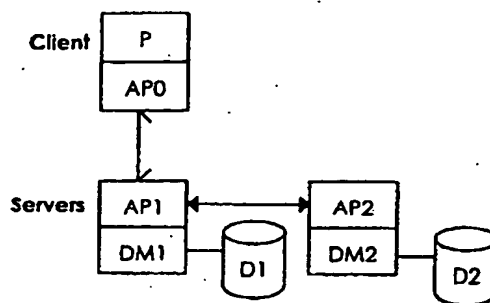 Client
P
AP0
Servers
AP1
AP2
DM1
D1
DM2
D2